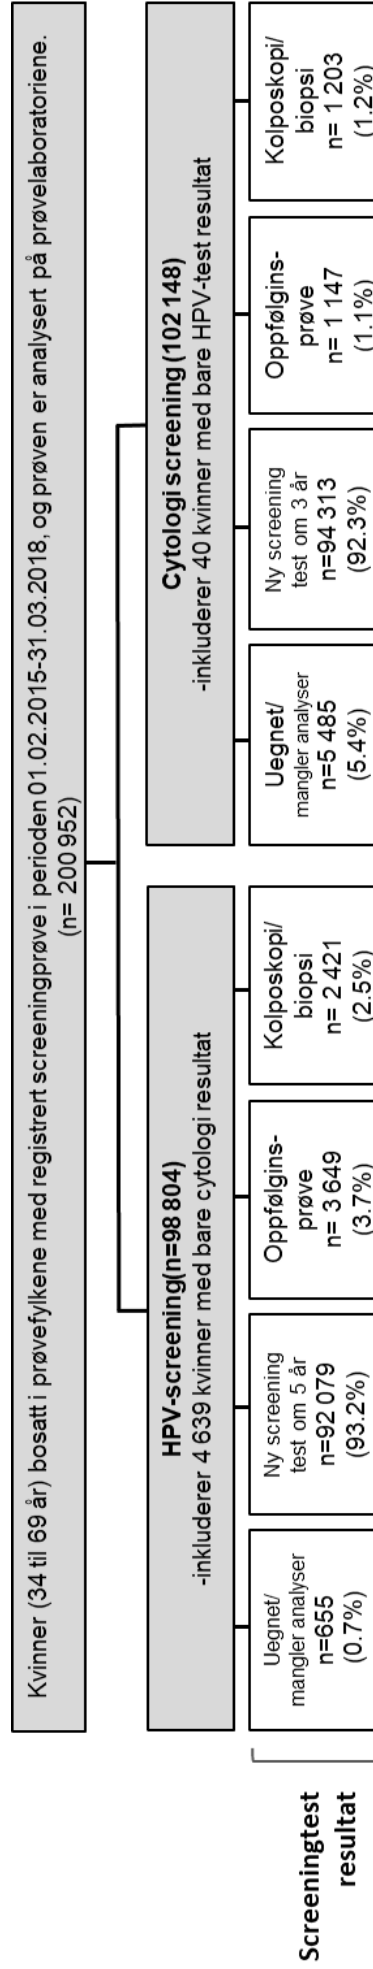 Kvinner (34 til 69 år) bosatt i prøvefylkene med registrert screeningprøve i perioden 01.02.2015-31.03.2018, og prøven er analysert på prøvelaboratoriene.
(n= 200 952)
HPV-screening(n=98 804)
-inkluderer 4 639 kvinner med bare cytologi resultat
Cytologi screening (102 148)
-inkluderer 40 kvinner med bare HPV-test resultat
Screeningtest
resultat
Uegnet/
mangler analyser
n=655
(0.7%)
Ny screening
test om 5 år
n=92 079
(93.2%)
Oppfølgins-
prøve
n= 3 649
(3.7%)
Kolposkopi/
biopsi
n= 2 421
(2.5%)
Uegnet/
mangler analyser
n=5 485
(5.4%)
Ny screening
test om 3 år
n=94 313
(92.3%)
Oppfølgins-
prøve
n= 1 147
(1.1%)
Kolposkopi/
biopsi
n= 1 203
(1.2%)